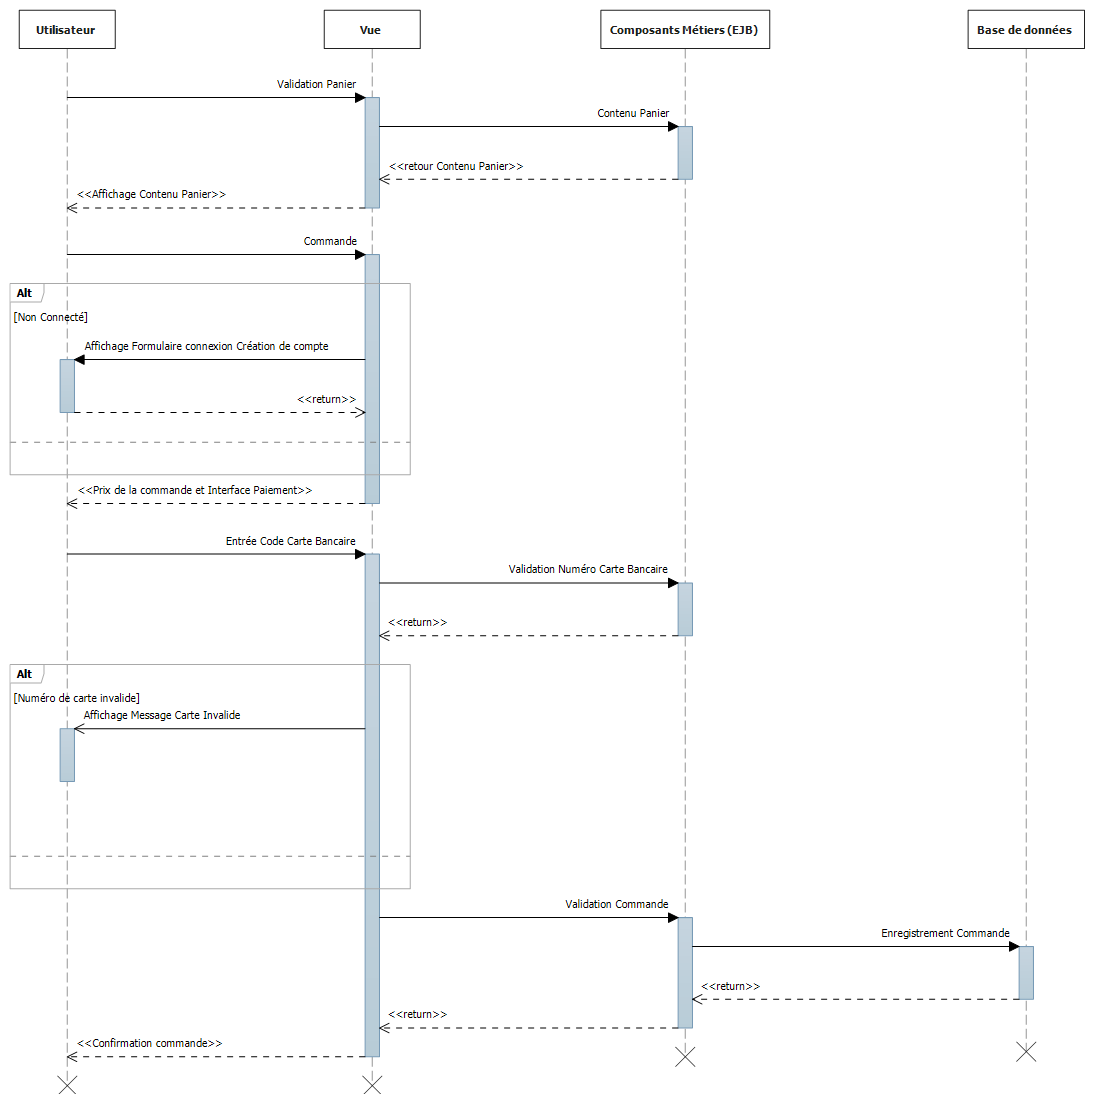 Utilisateur
Vue
Composants Métiers (EJB)
Base de données
Validation Panier
Contenu Panier
<<retour Contenu Panier>>
<<Affichage Contenu Panier>>
Commande
Alt
[Non Connecté]
Affichage Formulaire connexion Création de compte
<<return>>
<<Prix de la commande et Interface Paiement>>
Entrée Code Carte Bancaire
Validation Numéro Carte Bancaire
<<return>>
Alt
[Numéro de carte invalide]
Affichage Message Carte Invalide
Validation Commande
Enregistrement Commande
<<return>>
<<return>>
<<Confirmation commande>>